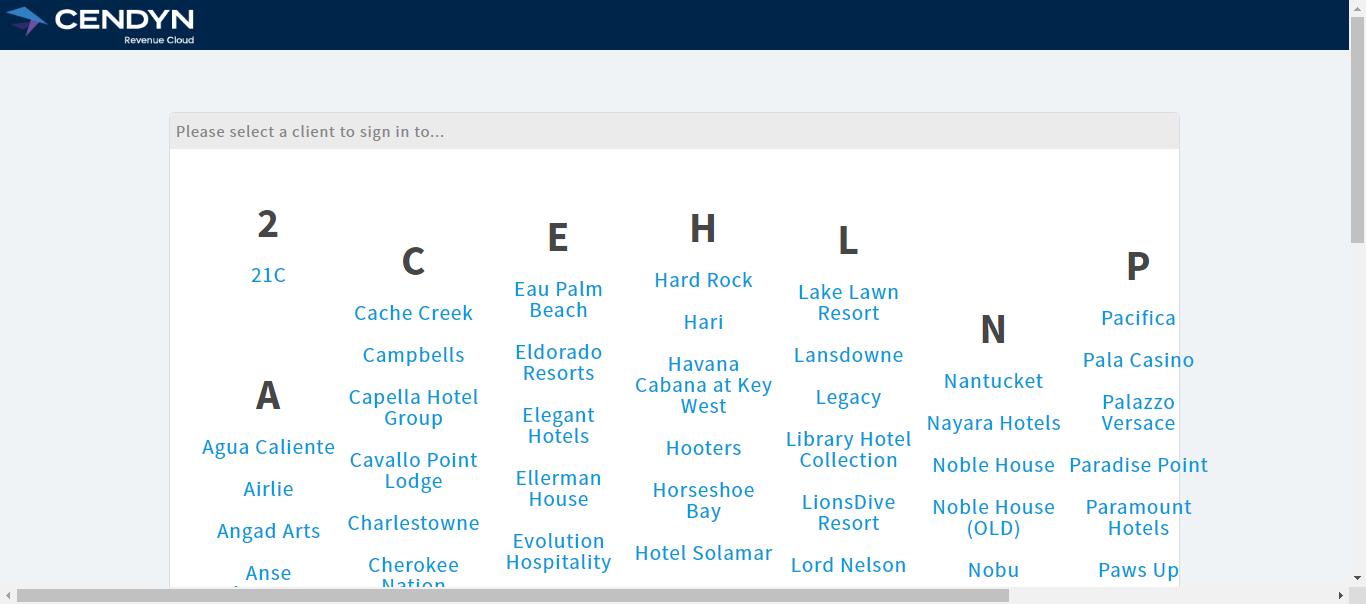 CENDYN
Revenue Cloud
Please select a client to sign in to...
2
21C
A
Agua Caliente
Airlie
Angad Arts
Anse
C
Cache Creek
Campbells
Capella Hotel
Group
Cavallo Point
Lodge
Charlestowne
Cherokee
Nation
E
Eau Palm
Beach
Eldorado
Resorts
Elegant
Hotels
Ellerman
House
Evolution
Hospitality
H
Hard Rock
Hari
Havana
Cabana at Key
West
Hooters
Horseshoe
Bay
Hotel Solamar
L
Lake Lawn
Resort
Lansdowne
Legacy
Library Hotel
Collection
LionsDive
Resort
Lord Nelson
N
Nantucket
Nayara Hotels
Noble House
Noble House
(OLD)
Nobu
P
Pacifica
Pala Casino
Palazzo
Versace
Paradise Point
Paramount
Hotels
Paws Up